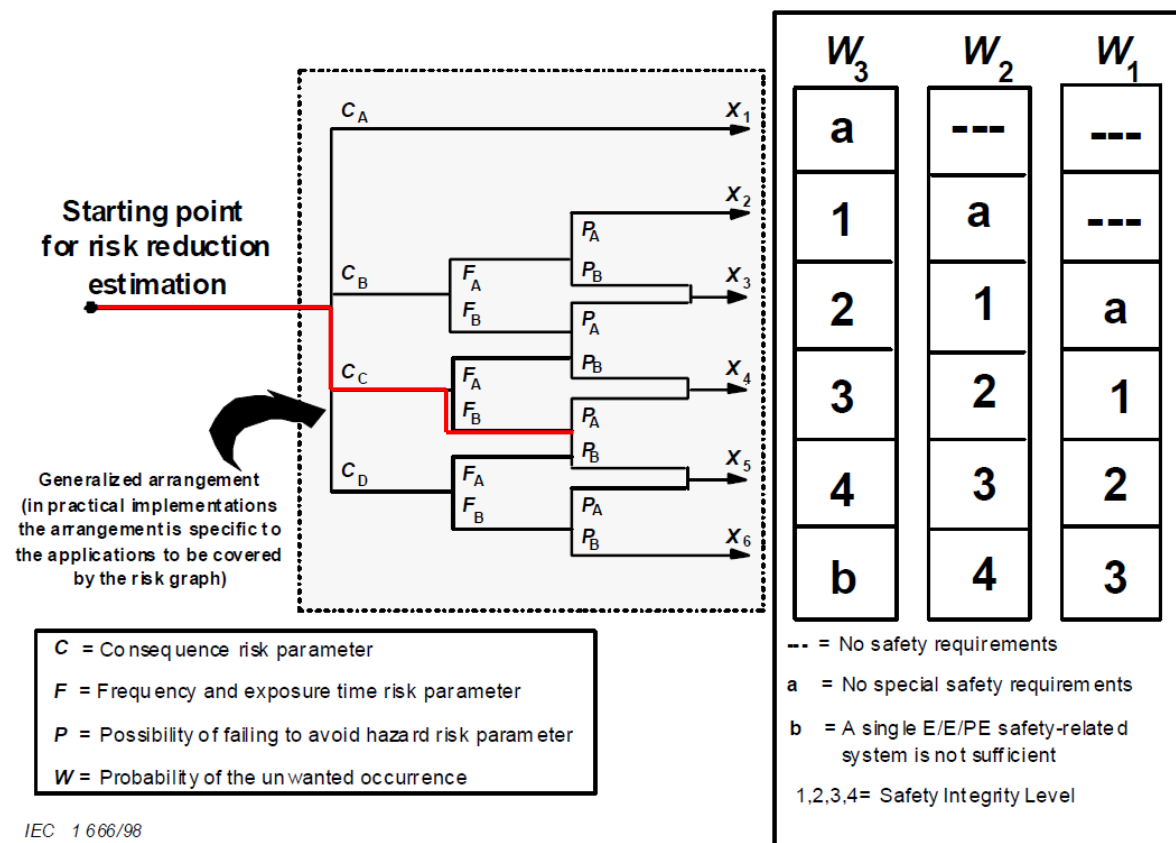 W3 W2 W1
a --- ---
1 a ---
2 1 a
3 2 1
4 3 2
b 4 3
CA X1
X2
PA
Starting point
for risk reduction
estimation
CB FA PB X3
FB PA
CC FA PB X4
FB PA
PB X5
CD FA
FB PA
PB X6
Generalized arrangement
(in practical implementations
the arrangement is specific to
the applications to be covered
by the risk graph)
C = Consequence risk parameter
F = Frequency and exposure time risk parameter
P = Possibility of failing to avoid hazard risk parameter
W = Probability of the unwanted occurrence
--- = No safety requirements
a = No special safety requirements
b = A single E/E/PE safety-related
system is not sufficient
1,2,3,4= Safety Integrity Level
IEC 1 666/98